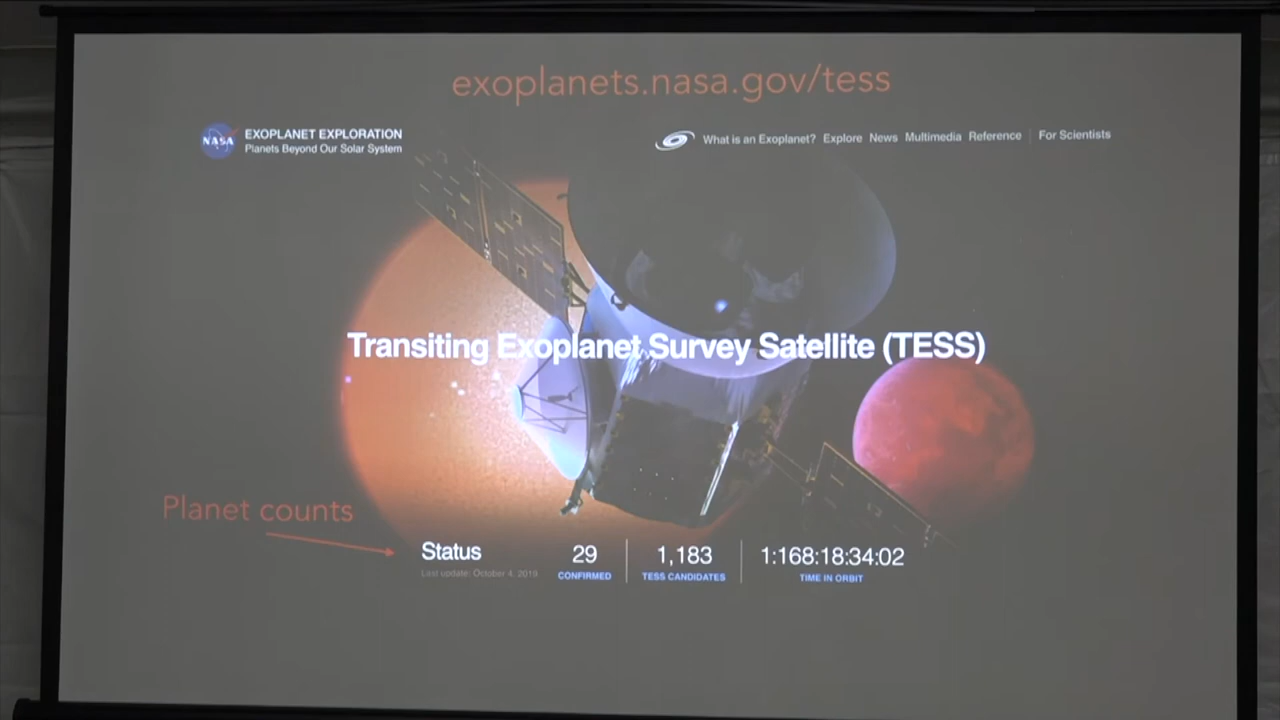 exoplanets.nasa.gov/tess
NASA
EXOPLANET EXPLORATION
Planets Beyond Our Solar System
What is an Exoplanet? Explore News Multimedia Reference For Scientists
Transiting Exoplanet Survey Satellite (TESS)
Planet counts
Status
Last update: October 4, 2019
29
CONFIRMED
1,183
TESS CANDIDATES
1:168:18:34:02
TIME IN ORBIT